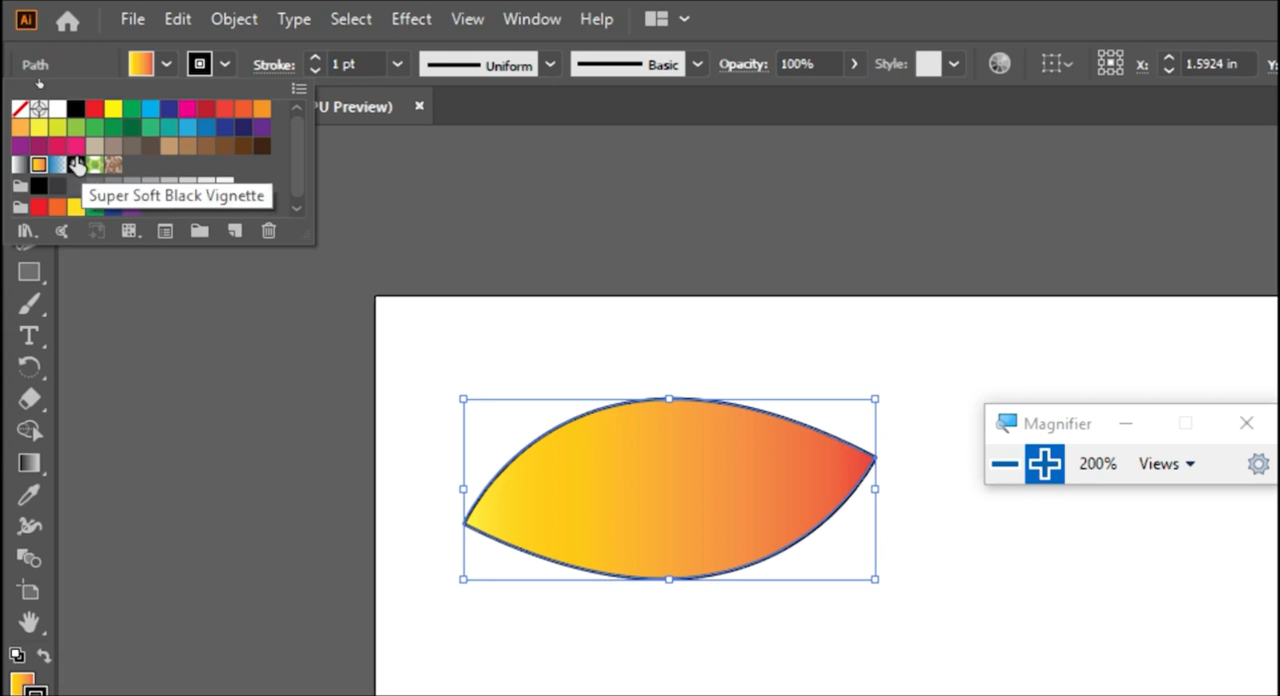 Ai File Edit Object Type Select Effect View Window Help
Path Stroke: 1 pt Uniform Basic Opacity: 100% Style: X: 1.5924 in Y:
PU Preview) ×
Super Soft Black Vignette
T
Magnifier
200% Views